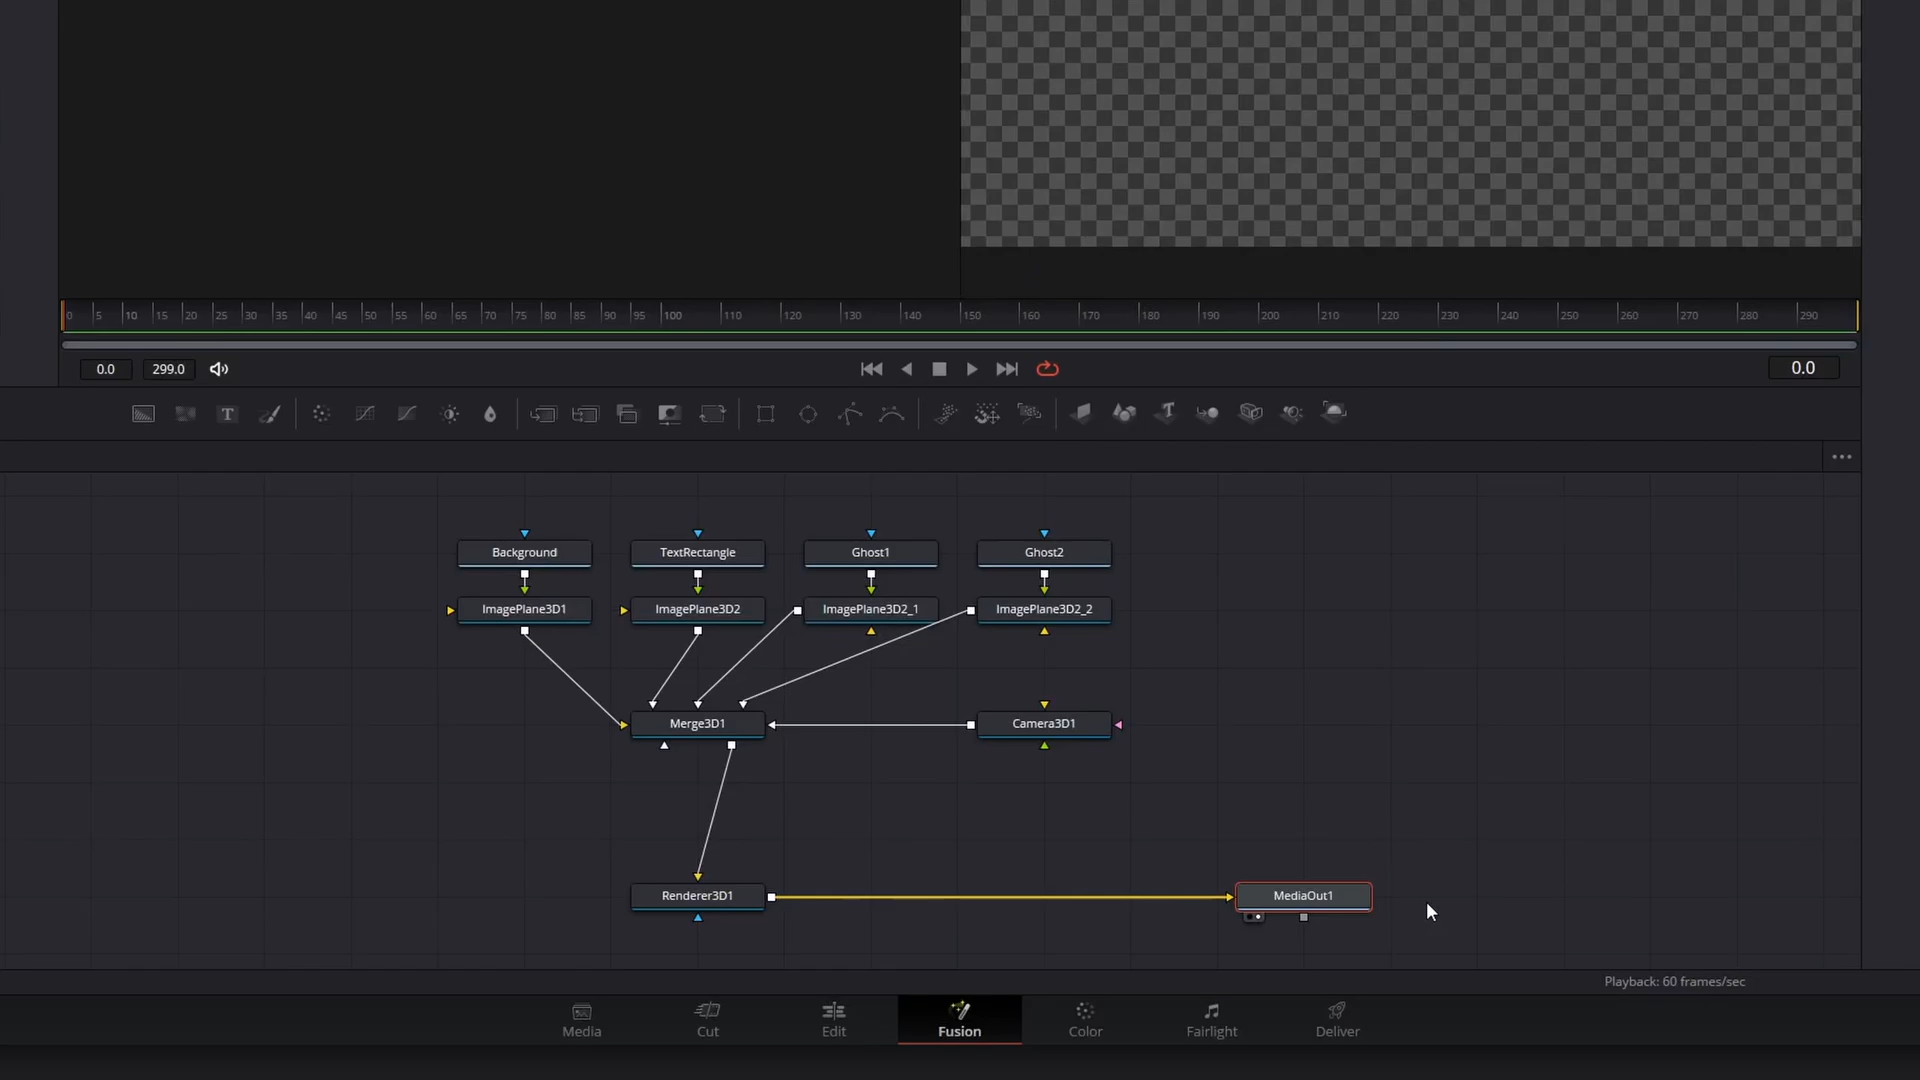 0 5 10 15 20 25 30 35 40 45 50 55 60 65 70 75 80 85 90 95 100 110 120 130 140 150 160 170 180 190 200 210 220 230 240 250 260 270 280 290
0.0 299.0 0.0
T T
Background TextRectangle Ghost1 Ghost2
ImagePlane3D1 ImagePlane3D2 ImagePlane3D2_1 ImagePlane3D2_2
Merge3D1 Camera3D1
Renderer3D1 MediaOut1
Playback: 60 frames/sec
Media Cut Edit Fusion Color Fairlight Deliver